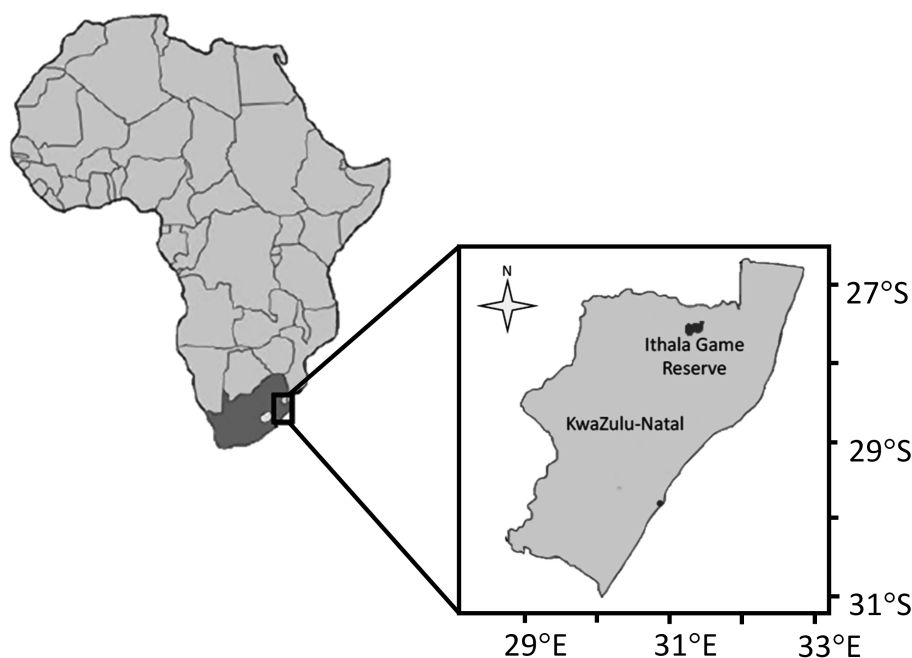 N
27°S
Ithala Game
Reserve
KwaZulu-Natal
29°S
31°S
29°E 31°E 33°E